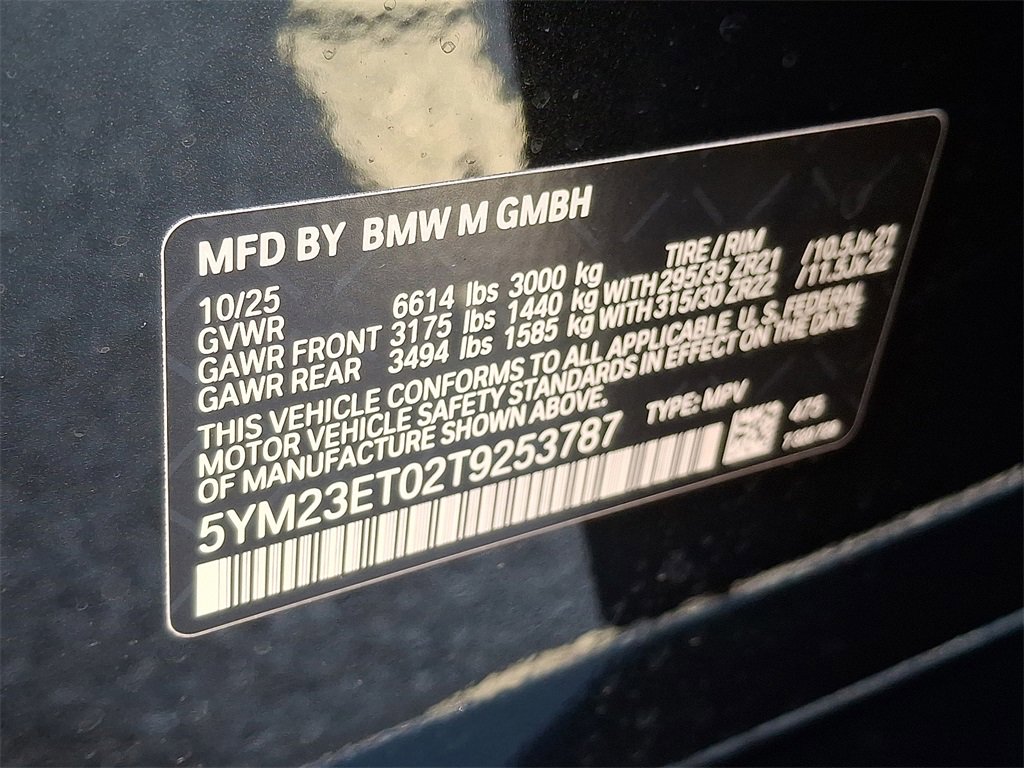 MFD BY BMW M GMBH
10/25
GVWR 6614 lbs 3000 kg TIRE / RIM
GAWR FRONT 3175 lbs 1440 kg WITH 295/35 ZR21 /10.5Jx21
GAWR REAR 3494 lbs 1585 kg WITH 315/30 ZR22 /11.5Jx22
THIS VEHICLE CONFORMS TO ALL APPLICABLE U. S. FEDERAL
MOTOR VEHICLE SAFETY STANDARDS IN EFFECT ON THE DATE
OF MANUFACTURE SHOWN ABOVE.
5YM23ET02T9253787 TYPE: MPV
475